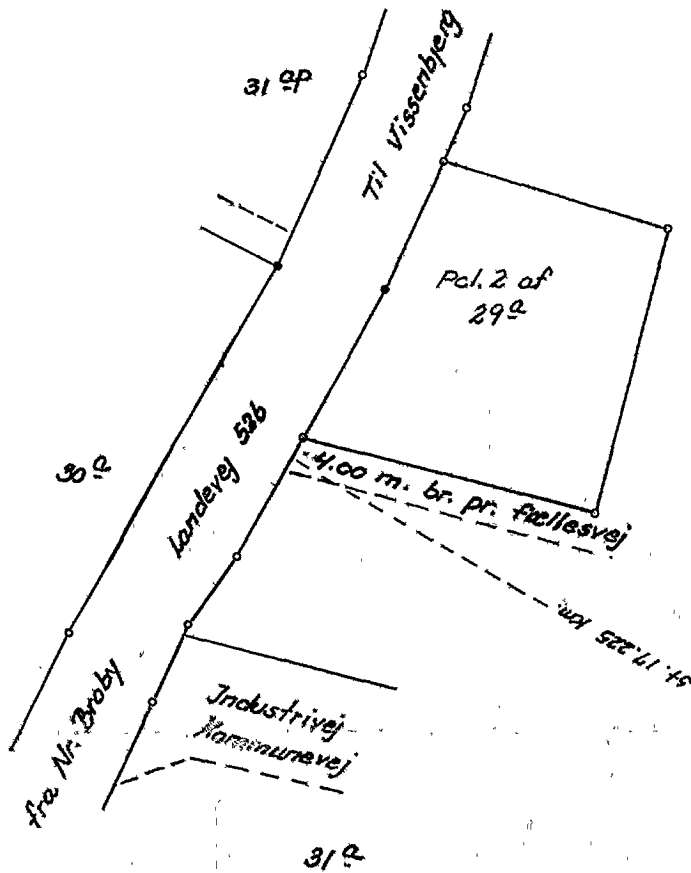 31 ap
Til Vissenbjerg
Pcl. 2 af
29a
30a
Landevej 526
4.00 m. br. pr. fællesvej
St. 17.225 km.
fra Nr. Broby
Industrivej
Kommunevej
31a